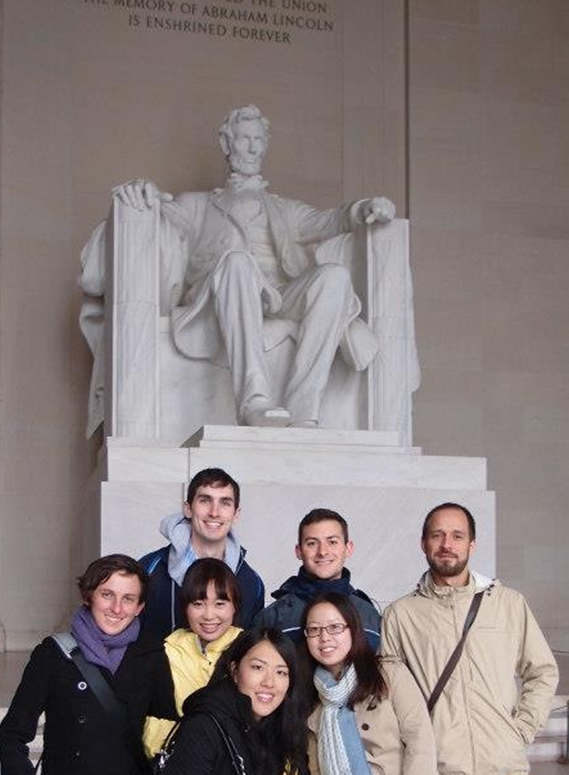 THE UNION
THE MEMORY OF ABRAHAM LINCOLN
IS ENSHRINED FOREVER